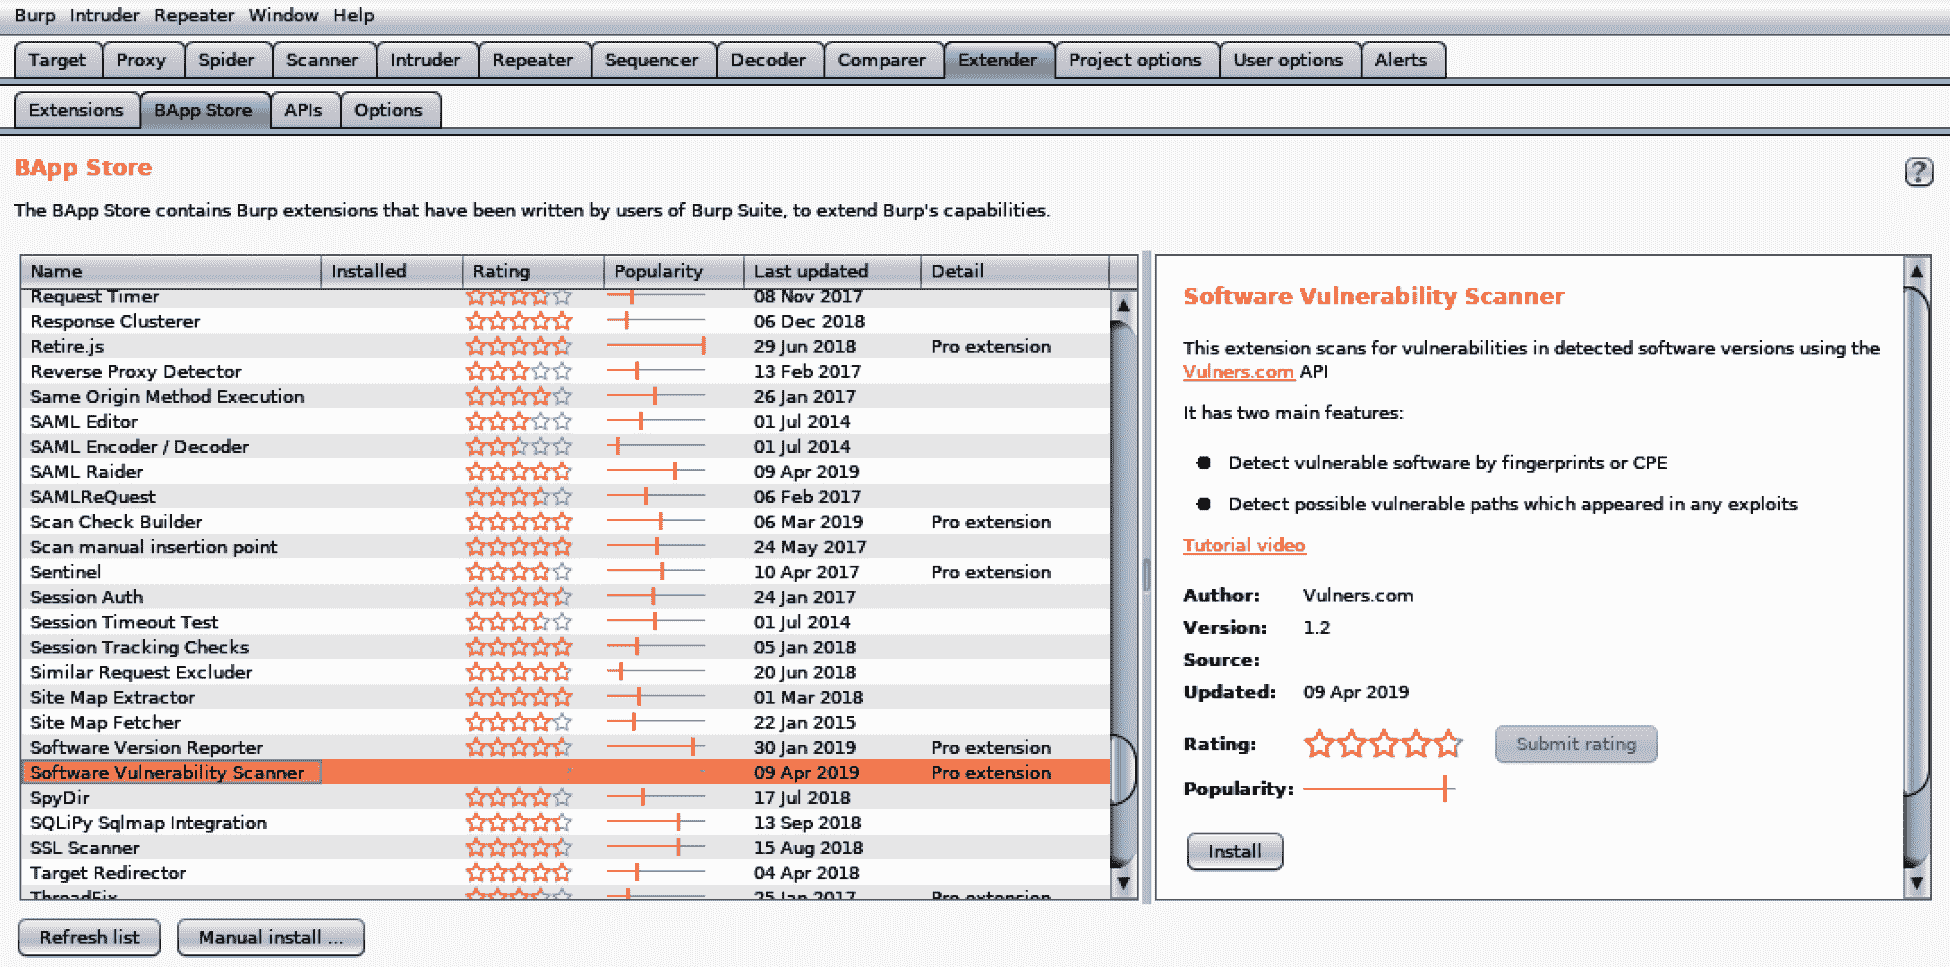 Burp Intruder Repeater Window Help
Target Proxy Spider Scanner Intruder Repeater Sequencer Decoder Comparer Extender Project options User options Alerts
Extensions BApp Store APIs Options
BApp Store
?
The BApp Store contains Burp extensions that have been written by users of Burp Suite, to extend Burp's capabilities.
Name Installed Rating Popularity Last updated Detail
Request Timer 08 Nov 2017
Response Clusterer 06 Dec 2018
Retire.js 29 Jun 2018 Pro extension
Reverse Proxy Detector 13 Feb 2017
Same Origin Method Execution 26 Jan 2017
SAML Editor 01 Jul 2014
SAML Encoder / Decoder 01 Jul 2014
SAML Raider 09 Apr 2019
SAMLReQuest 06 Feb 2017
Scan Check Builder 06 Mar 2019 Pro extension
Scan manual insertion point 24 May 2017
Sentinel 10 Apr 2017 Pro extension
Session Auth 24 Jan 2017
Session Timeout Test 01 Jul 2014
Session Tracking Checks 05 Jan 2018
Similar Request Excluder 20 Jun 2018
Site Map Extractor 01 Mar 2018
Site Map Fetcher 22 Jan 2015
Software Version Reporter 30 Jan 2019 Pro extension
Software Vulnerability Scanner 09 Apr 2019 Pro extension
SpyDir 17 Jul 2018
SQLiPy Sqlmap Integration 13 Sep 2018
SSL Scanner 15 Aug 2018
Target Redirector 04 Apr 2018
ThreadFix 25 Jan 2017 Pro extension
Software Vulnerability Scanner
This extension scans for vulnerabilities in detected software versions using the
Vulners.com API
It has two main features:
Detect vulnerable software by fingerprints or CPE
Detect possible vulnerable paths which appeared in any exploits
Tutorial video
Author: Vulners.com
Version: 1.2
Source:
Updated: 09 Apr 2019
Rating: Submit rating
Popularity:
Install
Refresh list Manual install ...